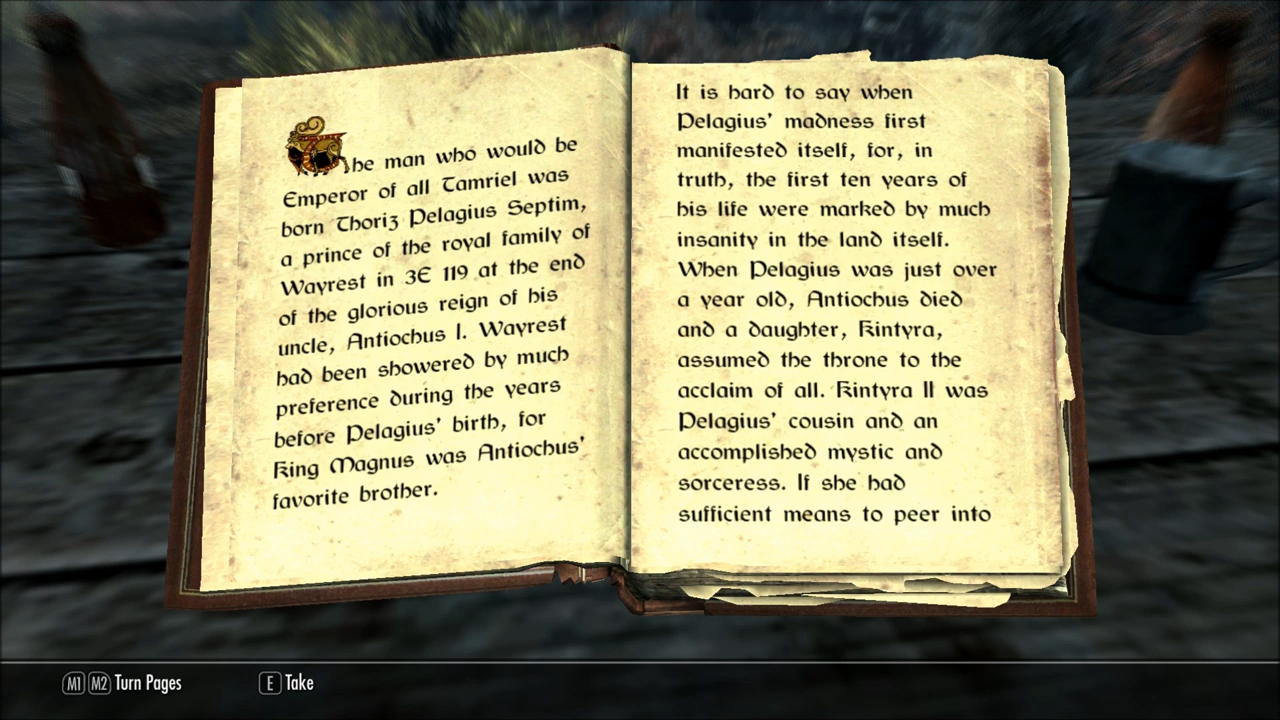 The man who would be
Emperor of all Tamriel was
born Thoriz Pelagius Septim,
a prince of the royal family of
Wayrest in 3E 119 at the end
of the glorious reign of his
uncle, Antiochus I. Wayrest
had been showered by much
preference during the years
before Pelagius' birth, for
King Magnus was Antiochus'
favorite brother.
It is hard to say when
Pelagius' madness first
manifested itself, for, in
truth, the first ten years of
his life were marked by much
insanity in the land itself.
When Pelagius was just over
a year old, Antiochus died
and a daughter, Kintyra,
assumed the throne to the
acclaim of all. Kintyra II was
Pelagius' cousin and an
accomplished mystic and
sorceress. If she had
sufficient means to peer into
M1 M2 Turn Pages
E Take